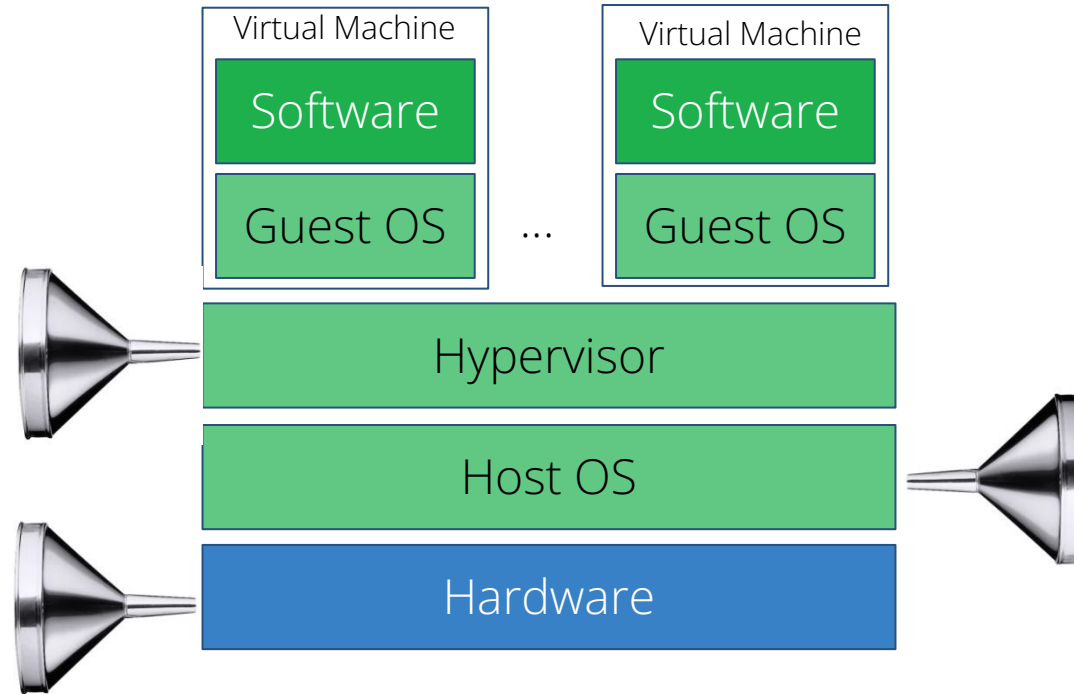 Virtual Machine
Virtual Machine
Software
Software
Guest OS
...
Guest OS
Hypervisor
Host OS
Hardware